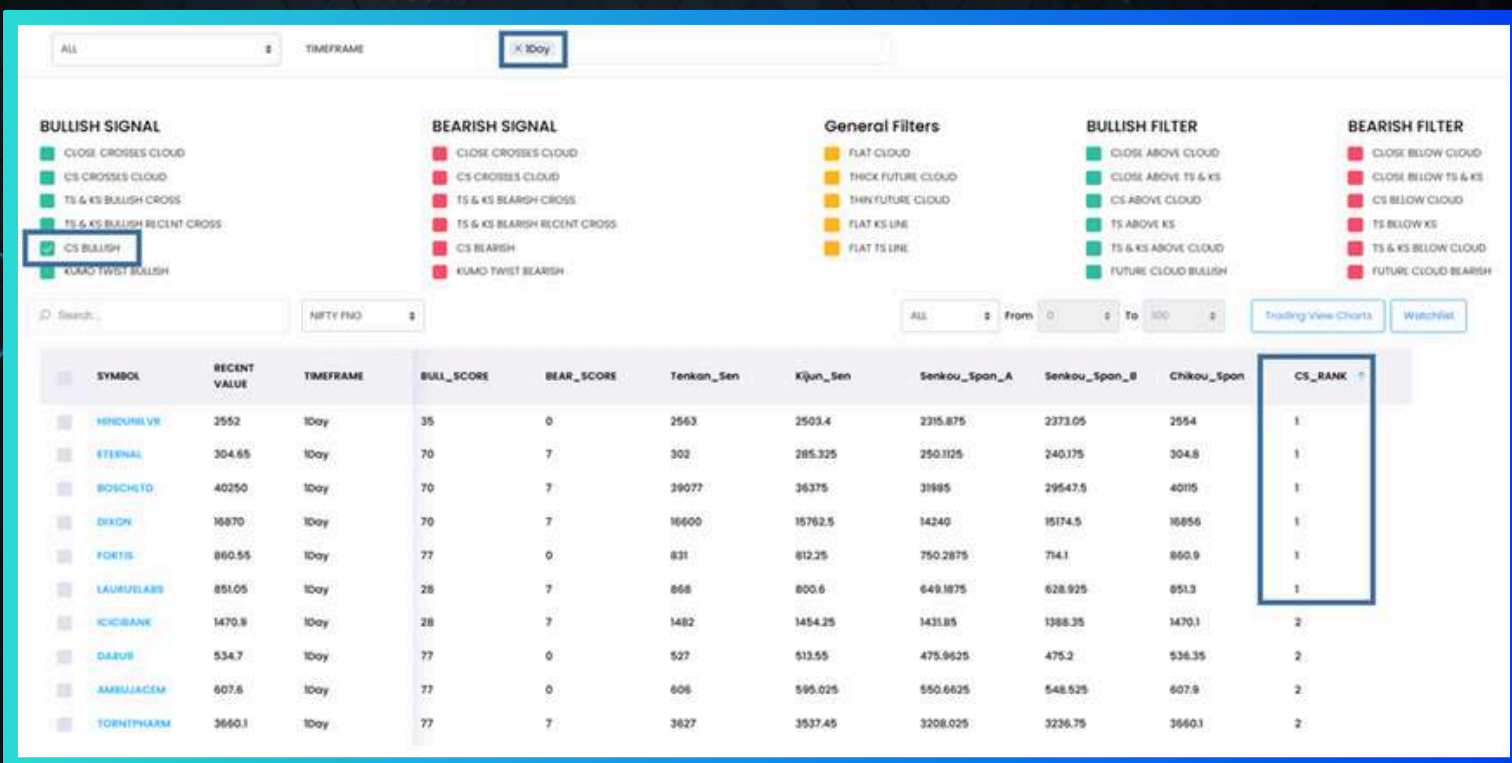 ALL TIMEFRAME × 1Day
BULLISH SIGNAL BEARISH SIGNAL General Filters BULLISH FILTER BEARISH FILTER
CLOSE CROSSES CLOUD CLOSE CROSSES CLOUD FLAT CLOUD CLOSE ABOVE CLOUD CLOSE BELOW CLOUD
CS CROSSES CLOUD CS CROSSES CLOUD THICK FUTURE CLOUD CLOSE ABOVE TS & KS CLOSE BELOW TS & KS
TS & KS BULLISH CROSS TS & KS BEARISH CROSS THIN FUTURE CLOUD CS ABOVE CLOUD CS BELOW CLOUD
TS & KS BULLISH RECENT CROSS TS & KS BEARISH RECENT CROSS FLAT KS LINE TS ABOVE KS TS BELOW KS
CS BULLISH CS BEARISH FLAT TS LINE TS & KS ABOVE CLOUD TS & KS BELOW CLOUD
KUMO TWIST BULLISH KUMO TWIST BEARISH FUTURE CLOUD BULLISH FUTURE CLOUD BEARISH
Search... NIFTY FNO ALL From 0 To 100 Trading View Charts Watchlist
SYMBOL RECENT VALUE TIMEFRAME BULL_SCORE BEAR_SCORE Tenkan_Sen Kijun_Sen Senkou_Span_A Senkou_Span_B Chikou_Span CS_RANK ↑
HINDUNILVR 2552 1Day 35 0 2563 2503.4 2315.875 2373.05 2554 1
ETERNAL 304.65 1Day 70 7 302 285.325 250.1125 240.175 304.8 1
BOSCHLTD 40250 1Day 70 7 39077 36375 31985 29547.5 40115 1
DIXON 16870 1Day 70 7 16600 15762.5 14240 15174.5 16856 1
FORTIS 860.55 1Day 77 0 831 812.25 750.2875 714.1 860.9 1
LAURUSLABS 851.05 1Day 28 7 868 800.6 649.1875 628.925 851.3 1
ICICIBANK 1470.9 1Day 28 7 1482 1454.25 1431.85 1388.35 1470.1 2
DABUR 534.7 1Day 77 0 527 513.55 475.9625 475.2 536.35 2
AMBUJACEM 607.6 1Day 77 0 606 595.025 550.6625 548.525 607.9 2
TORNTPHARM 3660.1 1Day 77 7 3627 3537.45 3208.025 3236.75 3660.1 2